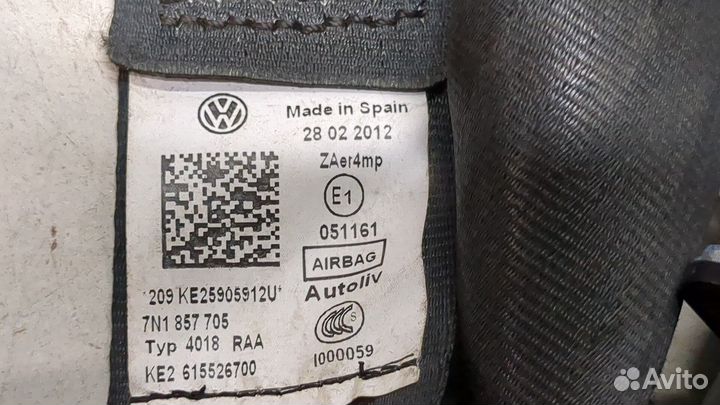 Made in Spain
28 02 2012
ZAer4mp
E1
051161
AIRBAG
Autoliv
*209 KE25905912U*
7N1 857 705
Typ 4018 RAA
KE2 615526700
CCC S
I000059
Avito